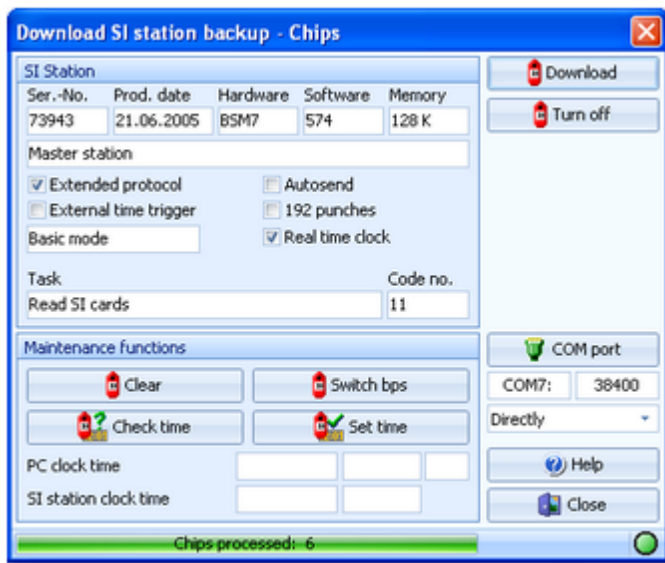 Download SI station backup - Chips
SI Station
Ser.-No. Prod. date Hardware Software Memory
73943 21.06.2005 BSM7 574 128 K
Master station
Extended protocol Autosend
External time trigger 192 punches
Basic mode Real time clock
Task Code no.
Read SI cards 11
Download
Turn off
Maintenance functions
Clear Switch bps
Check time Set time
PC clock time
SI station clock time
COM port
COM7: 38400
Directly
Help
Close
Chips processed: 6